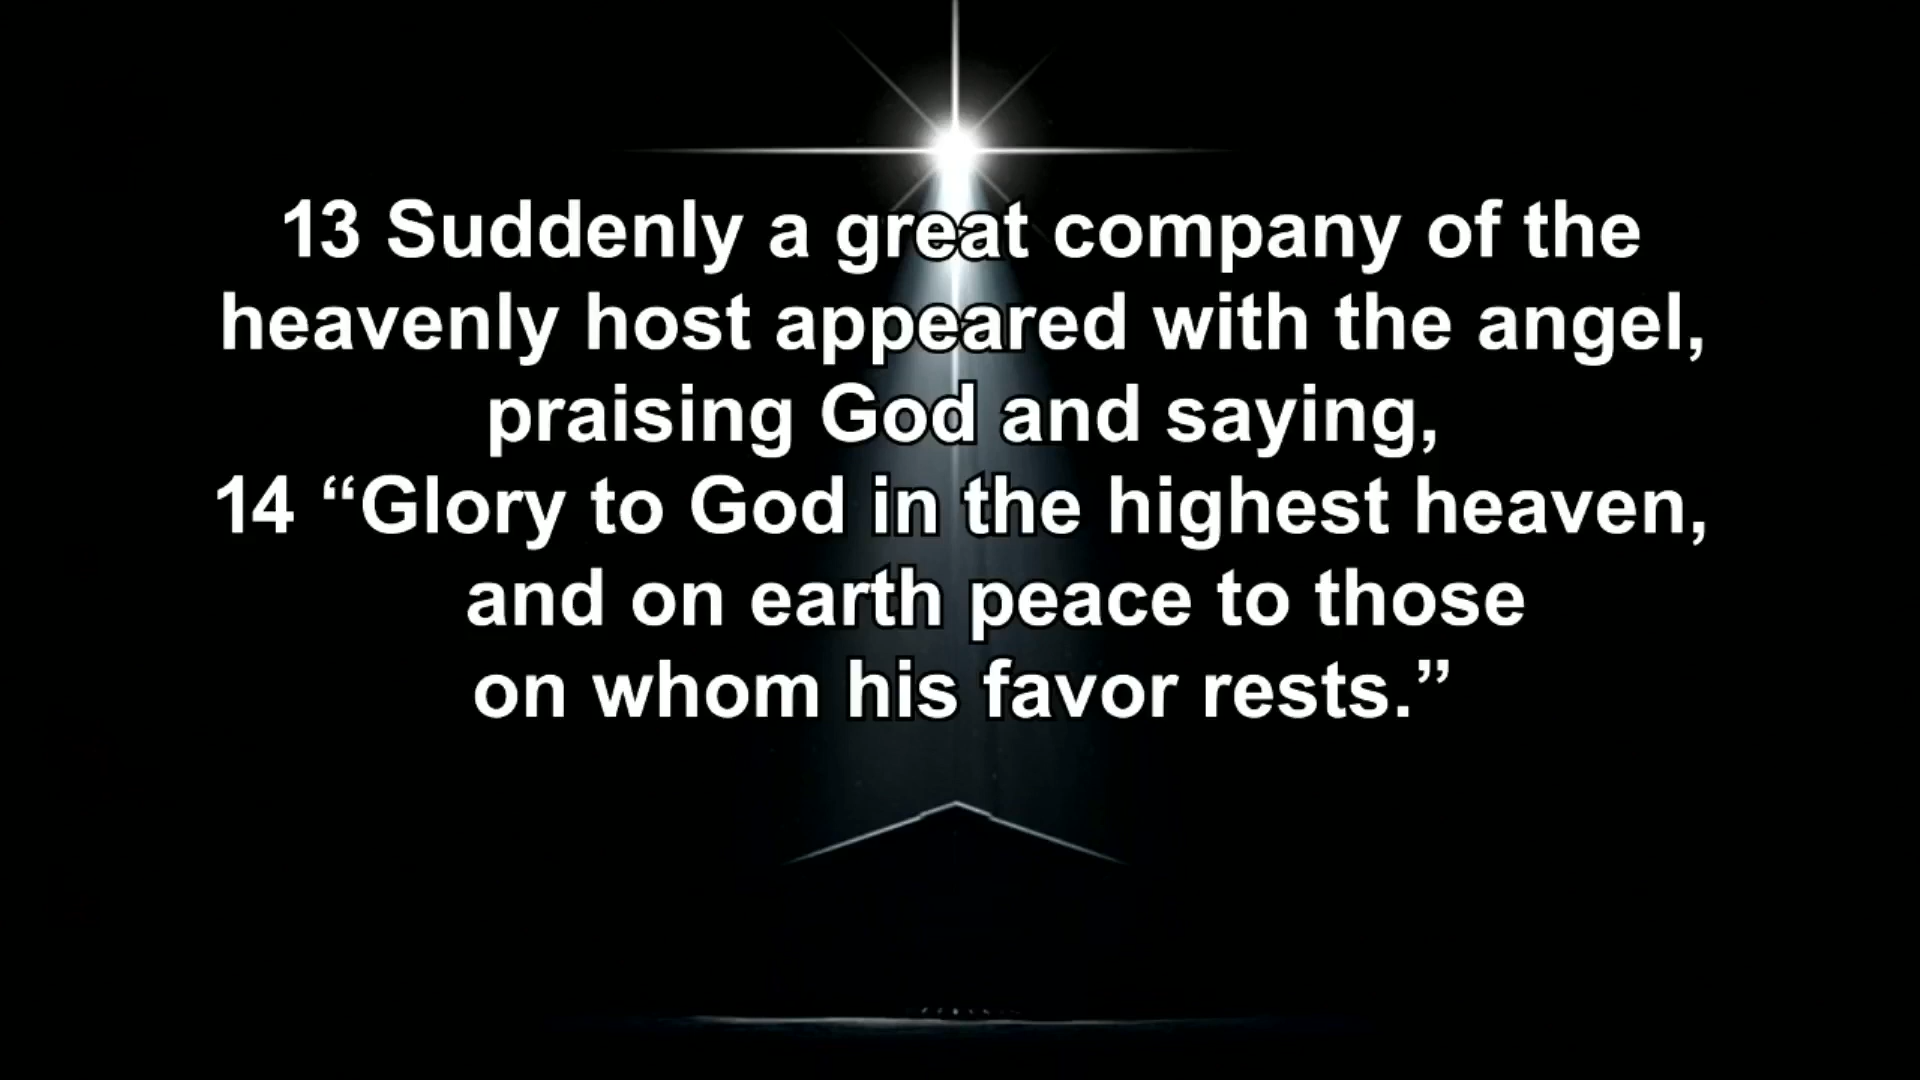 13 Suddenly a great company of the
heavenly host appeared with the angel,
praising God and saying,
14 “Glory to God in the highest heaven,
and on earth peace to those
on whom his favor rests.”